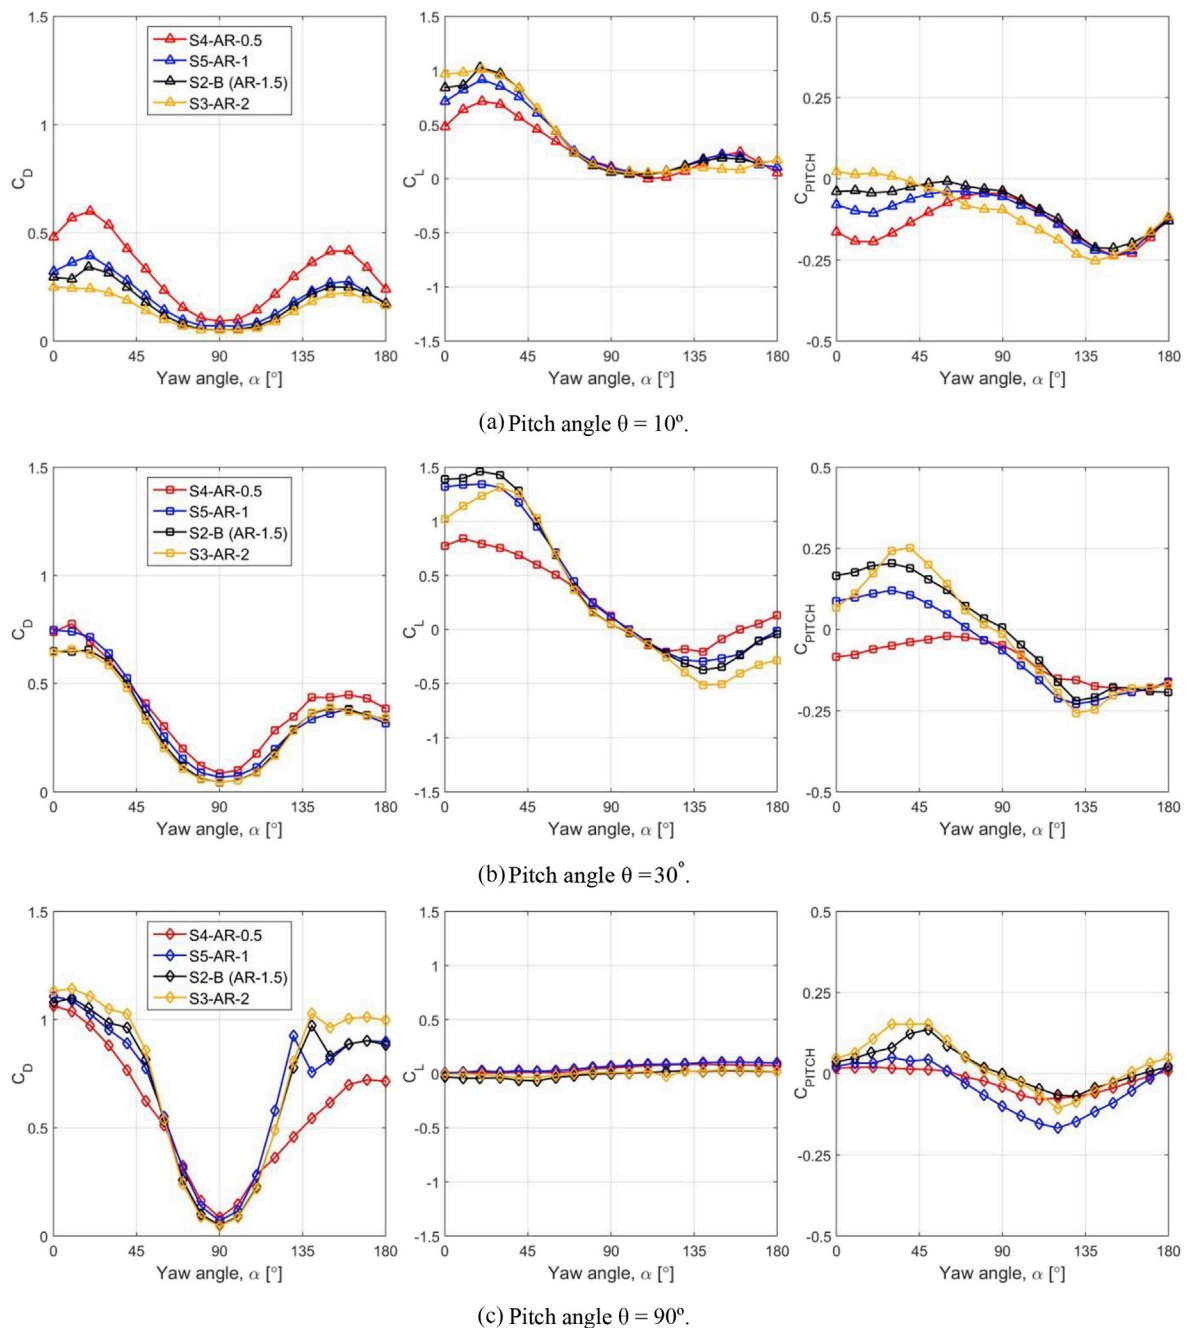 1.5
1
0.5
0
C_D
S4-AR-0.5
S5-AR-1
S2-B (AR-1.5)
S3-AR-2
0 45 90 135 180
Yaw angle, α [°]
1.5
1
0.5
0
-0.5
-1
-1.5
C_L
0 45 90 135 180
Yaw angle, α [°]
0.5
0.25
0
-0.25
-0.5
C_PITCH
0 45 90 135 180
Yaw angle, α [°]
(a) Pitch angle θ = 10º.
1.5
1
0.5
0
C_D
S4-AR-0.5
S5-AR-1
S2-B (AR-1.5)
S3-AR-2
0 45 90 135 180
Yaw angle, α [°]
1.5
1
0.5
0
-0.5
-1
-1.5
C_L
0 45 90 135 180
Yaw angle, α [°]
0.5
0.25
0
-0.25
-0.5
C_PITCH
0 45 90 135 180
Yaw angle, α [°]
(b) Pitch angle θ =30º.
1.5
1
0.5
0
C_D
S4-AR-0.5
S5-AR-1
S2-B (AR-1.5)
S3-AR-2
0 45 90 135 180
Yaw angle, α [°]
1.5
1
0.5
0
-0.5
-1
-1.5
C_L
0 45 90 135 180
Yaw angle, α [°]
0.5
0.25
0
-0.25
-0.5
C_PITCH
0 45 90 135 180
Yaw angle, α [°]
(c) Pitch angle θ = 90º.